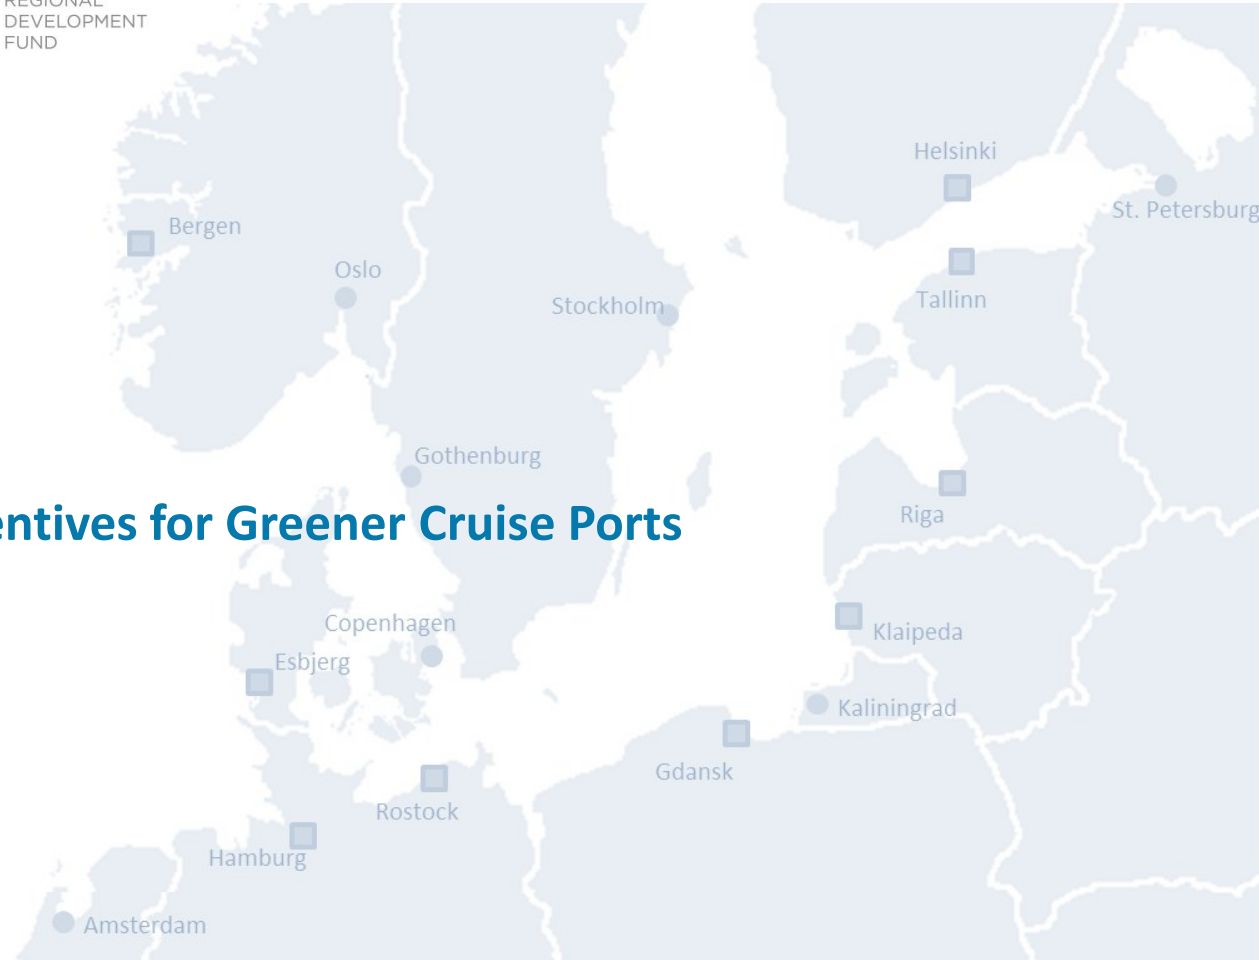 REGIONAL
DEVELOPMENT
FUND
Helsinki
St. Petersburg
Bergen
Oslo
Stockholm
Tallinn
Gothenburg
Riga
entives for Greener Cruise Ports
Copenhagen
Klaipeda
Esbjerg
Kaliningrad
Gdansk
Rostock
Hamburg
Amsterdam